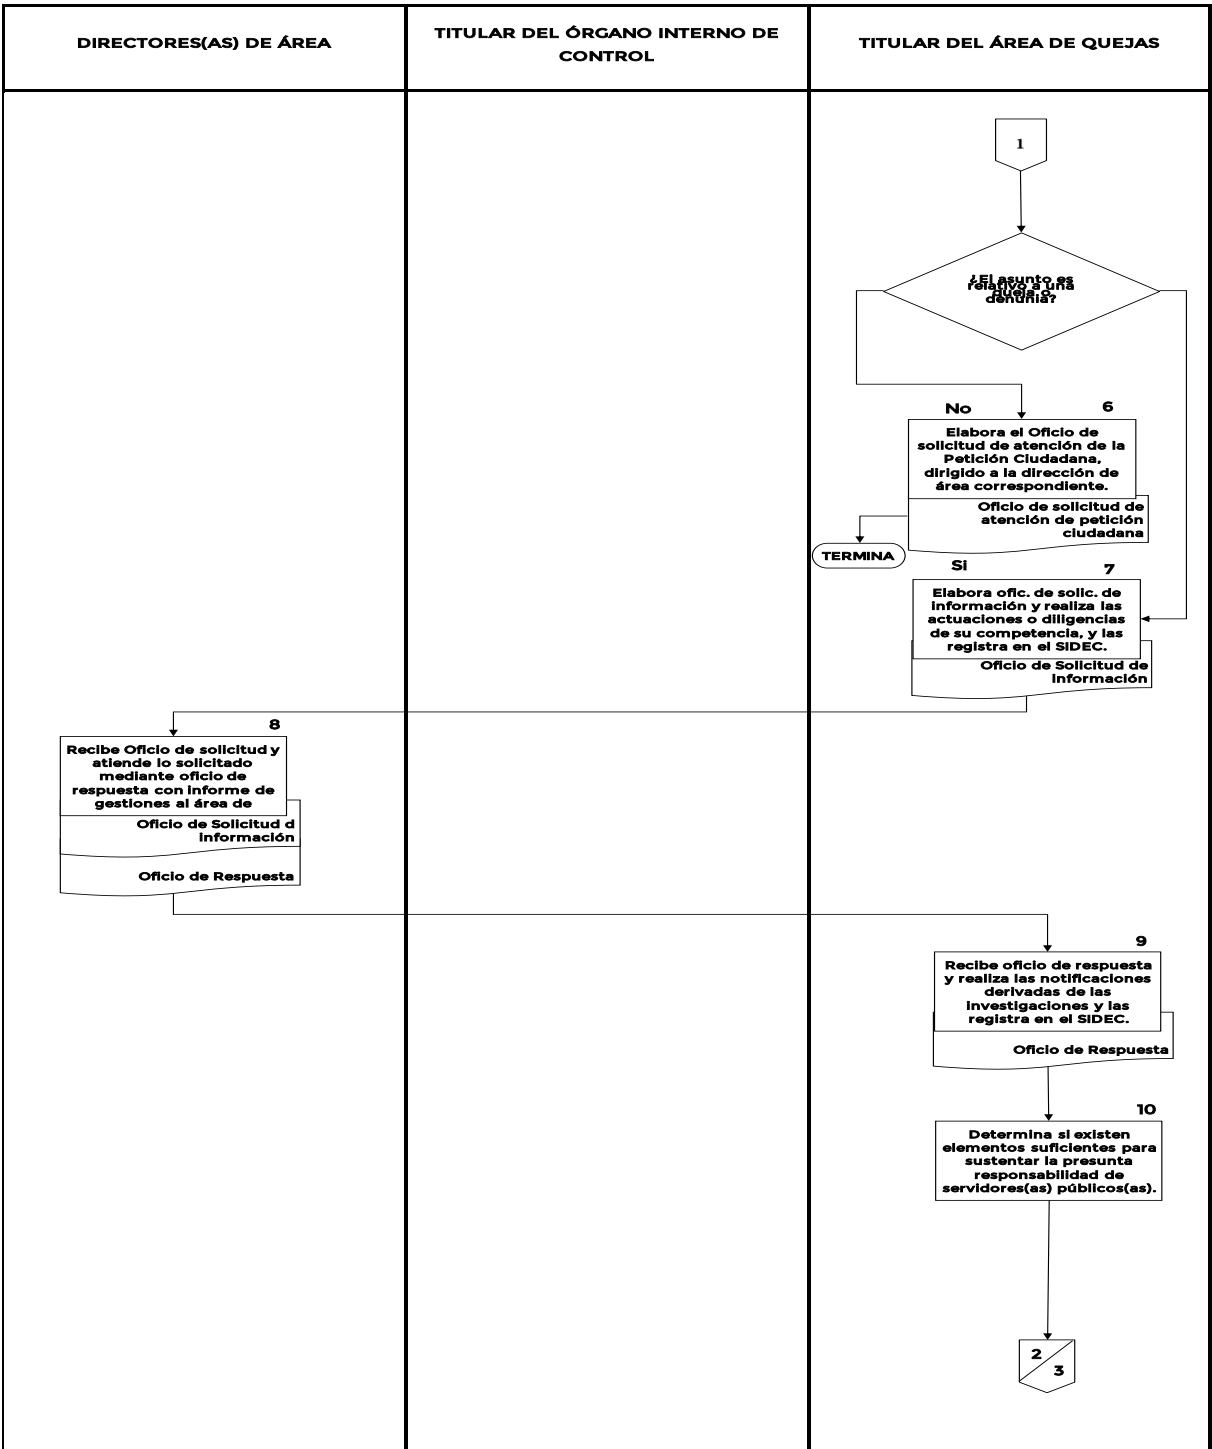 DIRECTORES(AS) DE ÁREA
TITULAR DEL ÓRGANO INTERNO DE
CONTROL
TITULAR DEL ÁREA DE QUEJAS
1
¿El asunto es
relativo a una
queja o
denunia?
No
6
Elabora el Oficio de
solicitud de atención de la
Petición Ciudadana,
dirigido a la dirección de
área correspondiente.
Oficio de solicitud de
atención de petición
ciudadana
TERMINA
Si
7
Elabora ofic. de solic. de
información y realiza las
actuaciones o diligencias
de su competencia, y las
registra en el SIDEC.
Oficio de Solicitud de
información
8
Recibe Oficio de solicitud y
atiende lo solicitado
mediante oficio de
respuesta con informe de
gestiones al área de
Oficio de Solicitud d
información
Oficio de Respuesta
9
Recibe oficio de respuesta
y realiza las notificaciones
derivadas de las
investigaciones y las
registra en el SIDEC.
Oficio de Respuesta
10
Determina si existen
elementos suficientes para
sustentar la presunta
responsabilidad de
servidores(as) públicos(as).
2
3